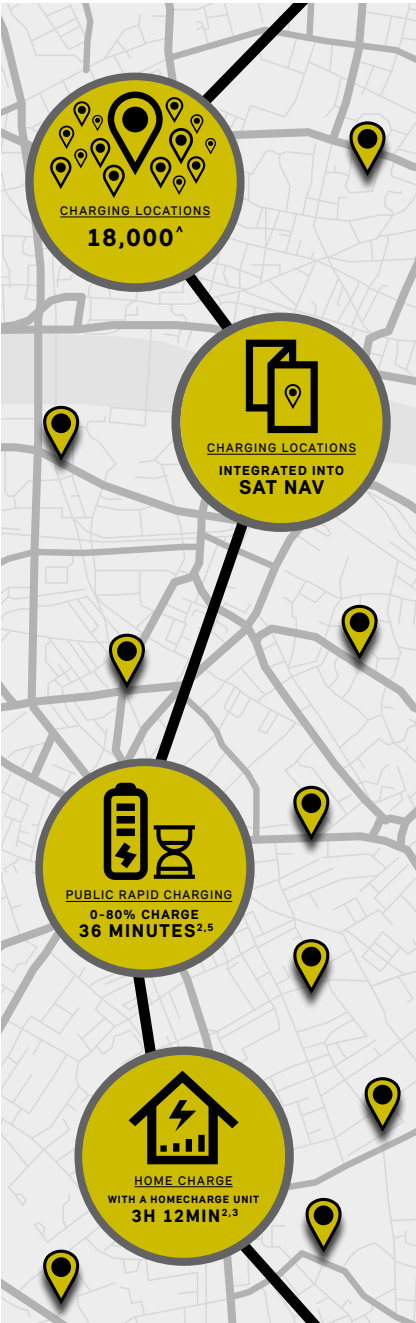 CHARGING LOCATIONS
18,000^
CHARGING LOCATIONS
INTEGRATED INTO
SAT NAV
PUBLIC RAPID CHARGING
0-80% CHARGE
36 MINUTES2,5
HOME CHARGE
WITH A HOMECHARGE UNIT
3H 12MIN2,3